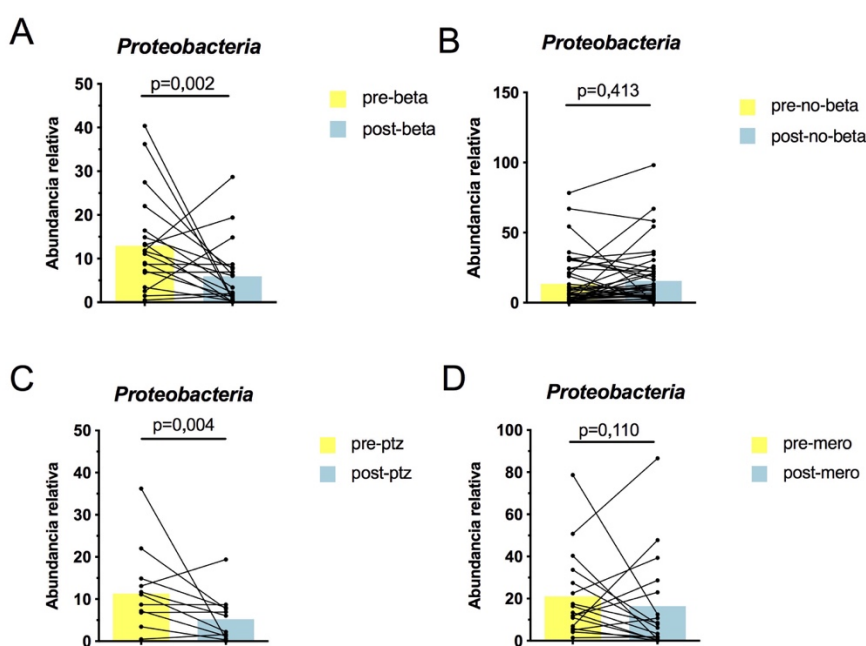 A
Proteobacteria
p=0,002
pre-beta
post-beta
Abundancia relativa
50
40
30
20
10
0
B
Proteobacteria
p=0,413
pre-no-beta
post-no-beta
Abundancia relativa
150
100
50
0
C
Proteobacteria
p=0,004
pre-ptz
post-ptz
Abundancia relativa
50
40
30
20
10
0
D
Proteobacteria
p=0,110
pre-mero
post-mero
Abundancia relativa
100
80
60
40
20
0